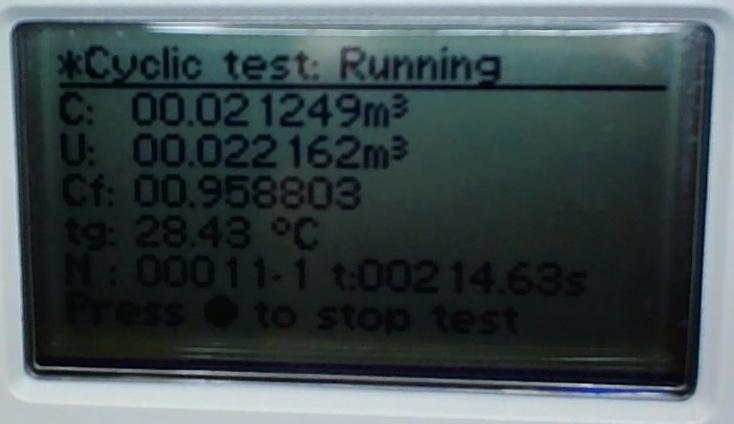 *Cyclic test: Running
C: 00.021249m³
U: 00.022162m³
Cf: 00.958803
tg: 28.43 °C
N : 00011-1 t:00214.63s
Press ● to stop test